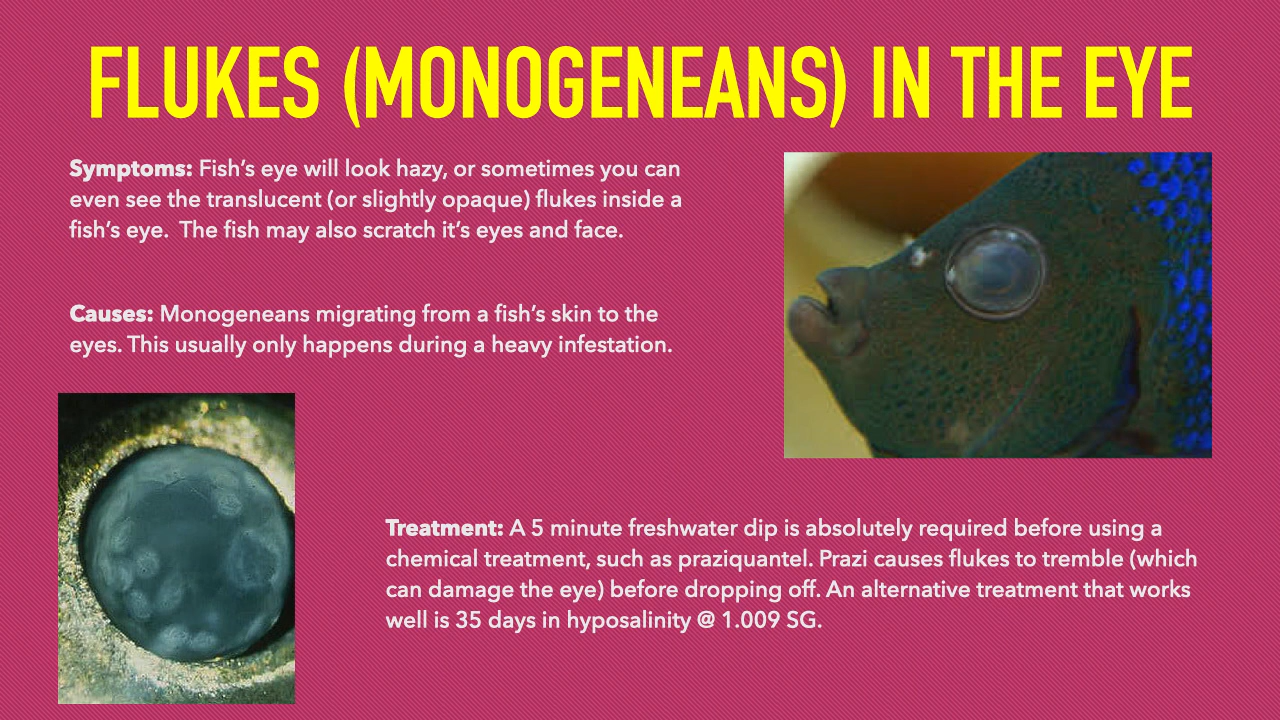 FLUKES (MONOGENEANS) IN THE EYE
Symptoms: Fish’s eye will look hazy, or sometimes you can
even see the translucent (or slightly opaque) flukes inside a
fish’s eye.  The fish may also scratch it’s eyes and face.
Causes: Monogeneans migrating from a fish’s skin to the
eyes. This usually only happens during a heavy infestation.
Treatment: A 5 minute freshwater dip is absolutely required before using a
chemical treatment, such as praziquantel. Prazi causes flukes to tremble (which
can damage the eye) before dropping off. An alternative treatment that works
well is 35 days in hyposalinity @ 1.009 SG.